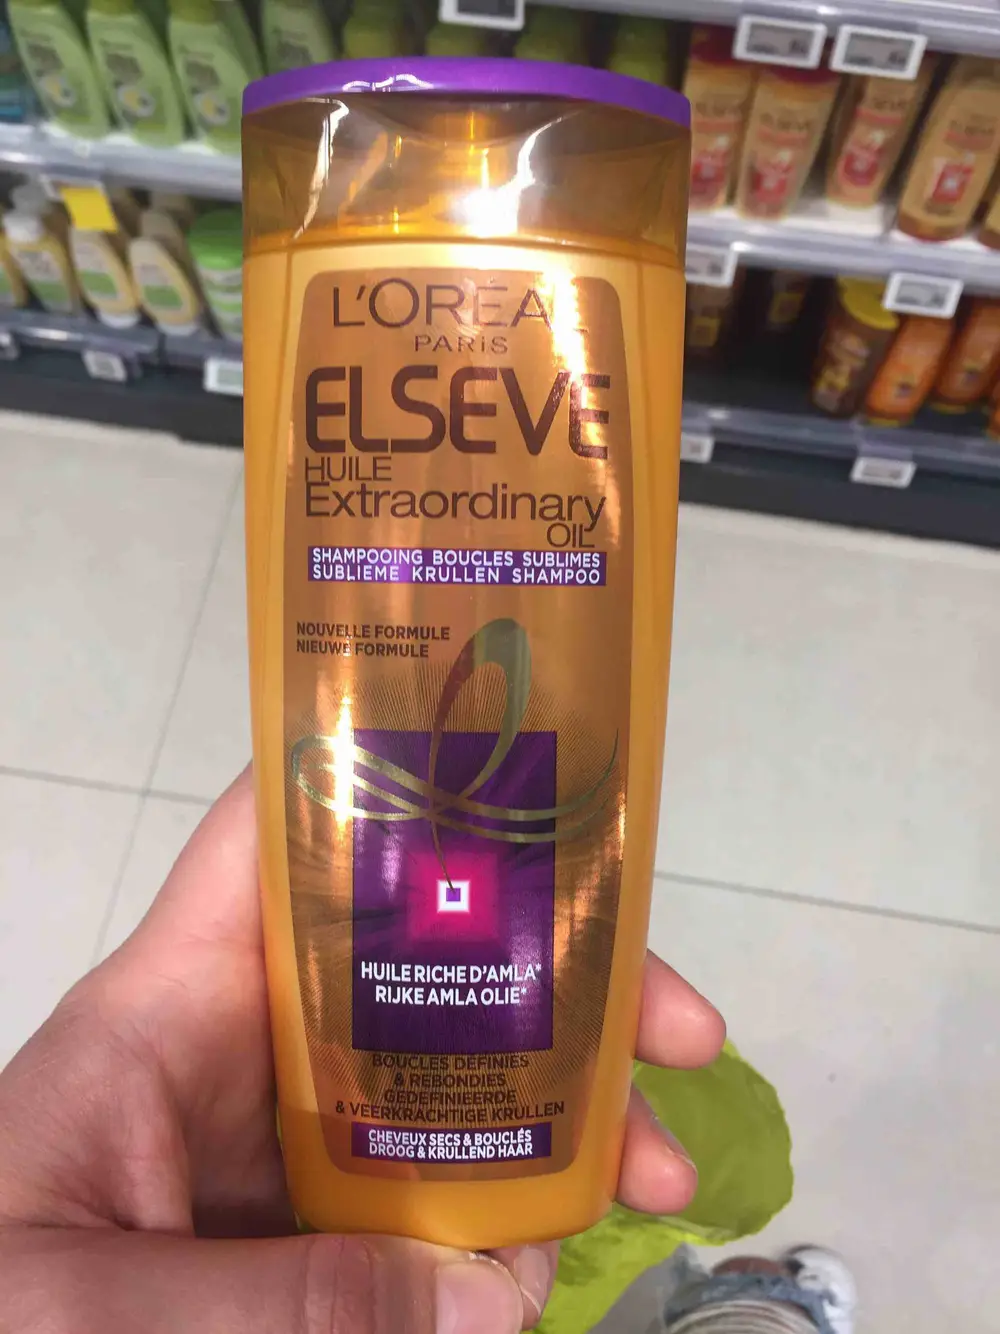 L'ORÉA
PARIS
ELSEVE
HUILE
Extraordinary
OIL
SHAMPOOING BOUCLES SUBLIMES
SUBLIEME KRULLEN SHAMPOO
NOUVELLE FORMULE
NIEUWE FORMULE
HUILE RICHE D'AMLA*
RIJKE AMLA OLIE*
BOUCLES DÉFINIES
& REBONDIES
GEDEFINIEERDE
& VEERKRACHTIGE KRULLEN
CHEVEUX SECS & BOUCLÉS
DROOG & KRULLEND HAAR